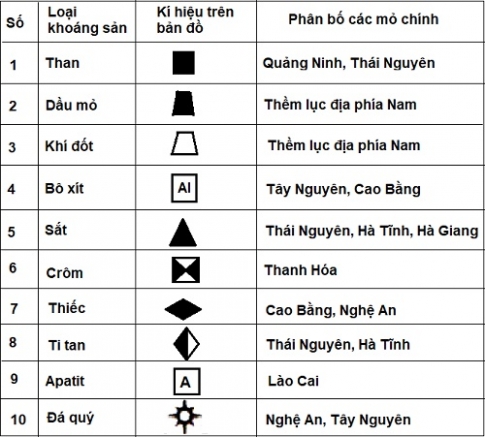 Số Loại khoáng sản Kí hiệu trên bản đồ Phân bố các mỏ chính
1 Than Quảng Ninh, Thái Nguyên
2 Dầu mỏ Thềm lục địa phía Nam
3 Khí đốt Thềm lục địa phía Nam
4 Bô xít Al Tây Nguyên, Cao Bằng
5 Sắt Thái Nguyên, Hà Tĩnh, Hà Giang
6 Cròm Thanh Hóa
7 Thiếc Cao Bằng, Nghệ An
8 Ti tan Thái Nguyên, Hà Tĩnh
9 Apatit A Lào Cai
10 Đá quý Nghệ An, Tây Nguyên